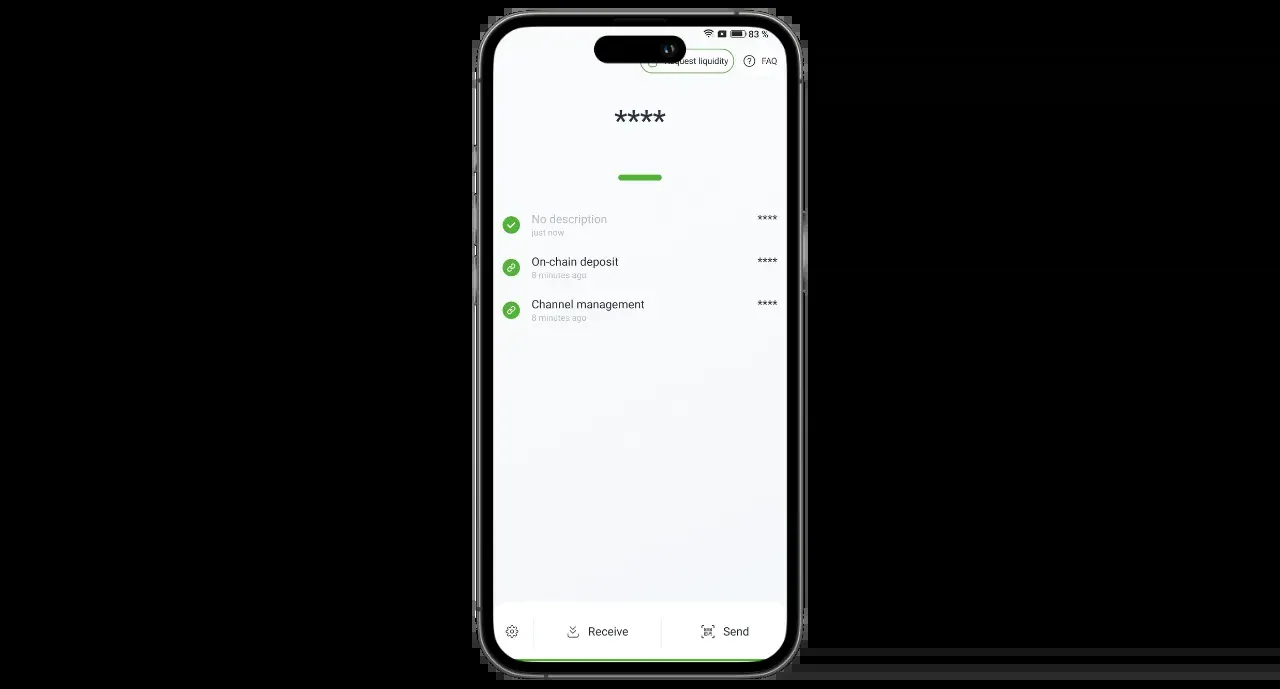 83 %
quest liquidity
? FAQ
****
No description ****
just now
On-chain deposit ****
8 minutes ago
Channel management ****
8 minutes ago
Receive
Send